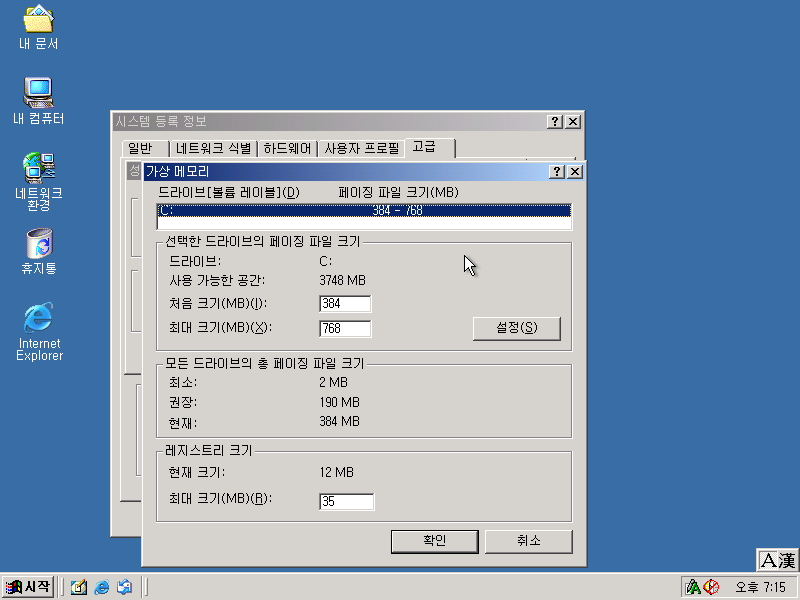 내 문서
내 컴퓨터
네트워크
환경
휴지통
Internet
Explorer
시스템 등록 정보
일반 네트워크 식별 하드웨어 사용자 프로필 고급
가상 메모리
드라이브[볼륨 레이블](D) 페이징 파일 크기(MB)
C: 384 - 768
선택한 드라이브의 페이징 파일 크기
드라이브: C:
사용 가능한 공간: 3748 MB
처음 크기(MB)(I): 384
최대 크기(MB)(X): 768
설정(S)
모든 드라이브의 총 페이징 파일 크기
최소: 2 MB
권장: 190 MB
현재: 384 MB
레지스트리 크기
현재 크기: 12 MB
최대 크기(MB)(R): 35
확인 취소
A漢
시작
오후 7:15